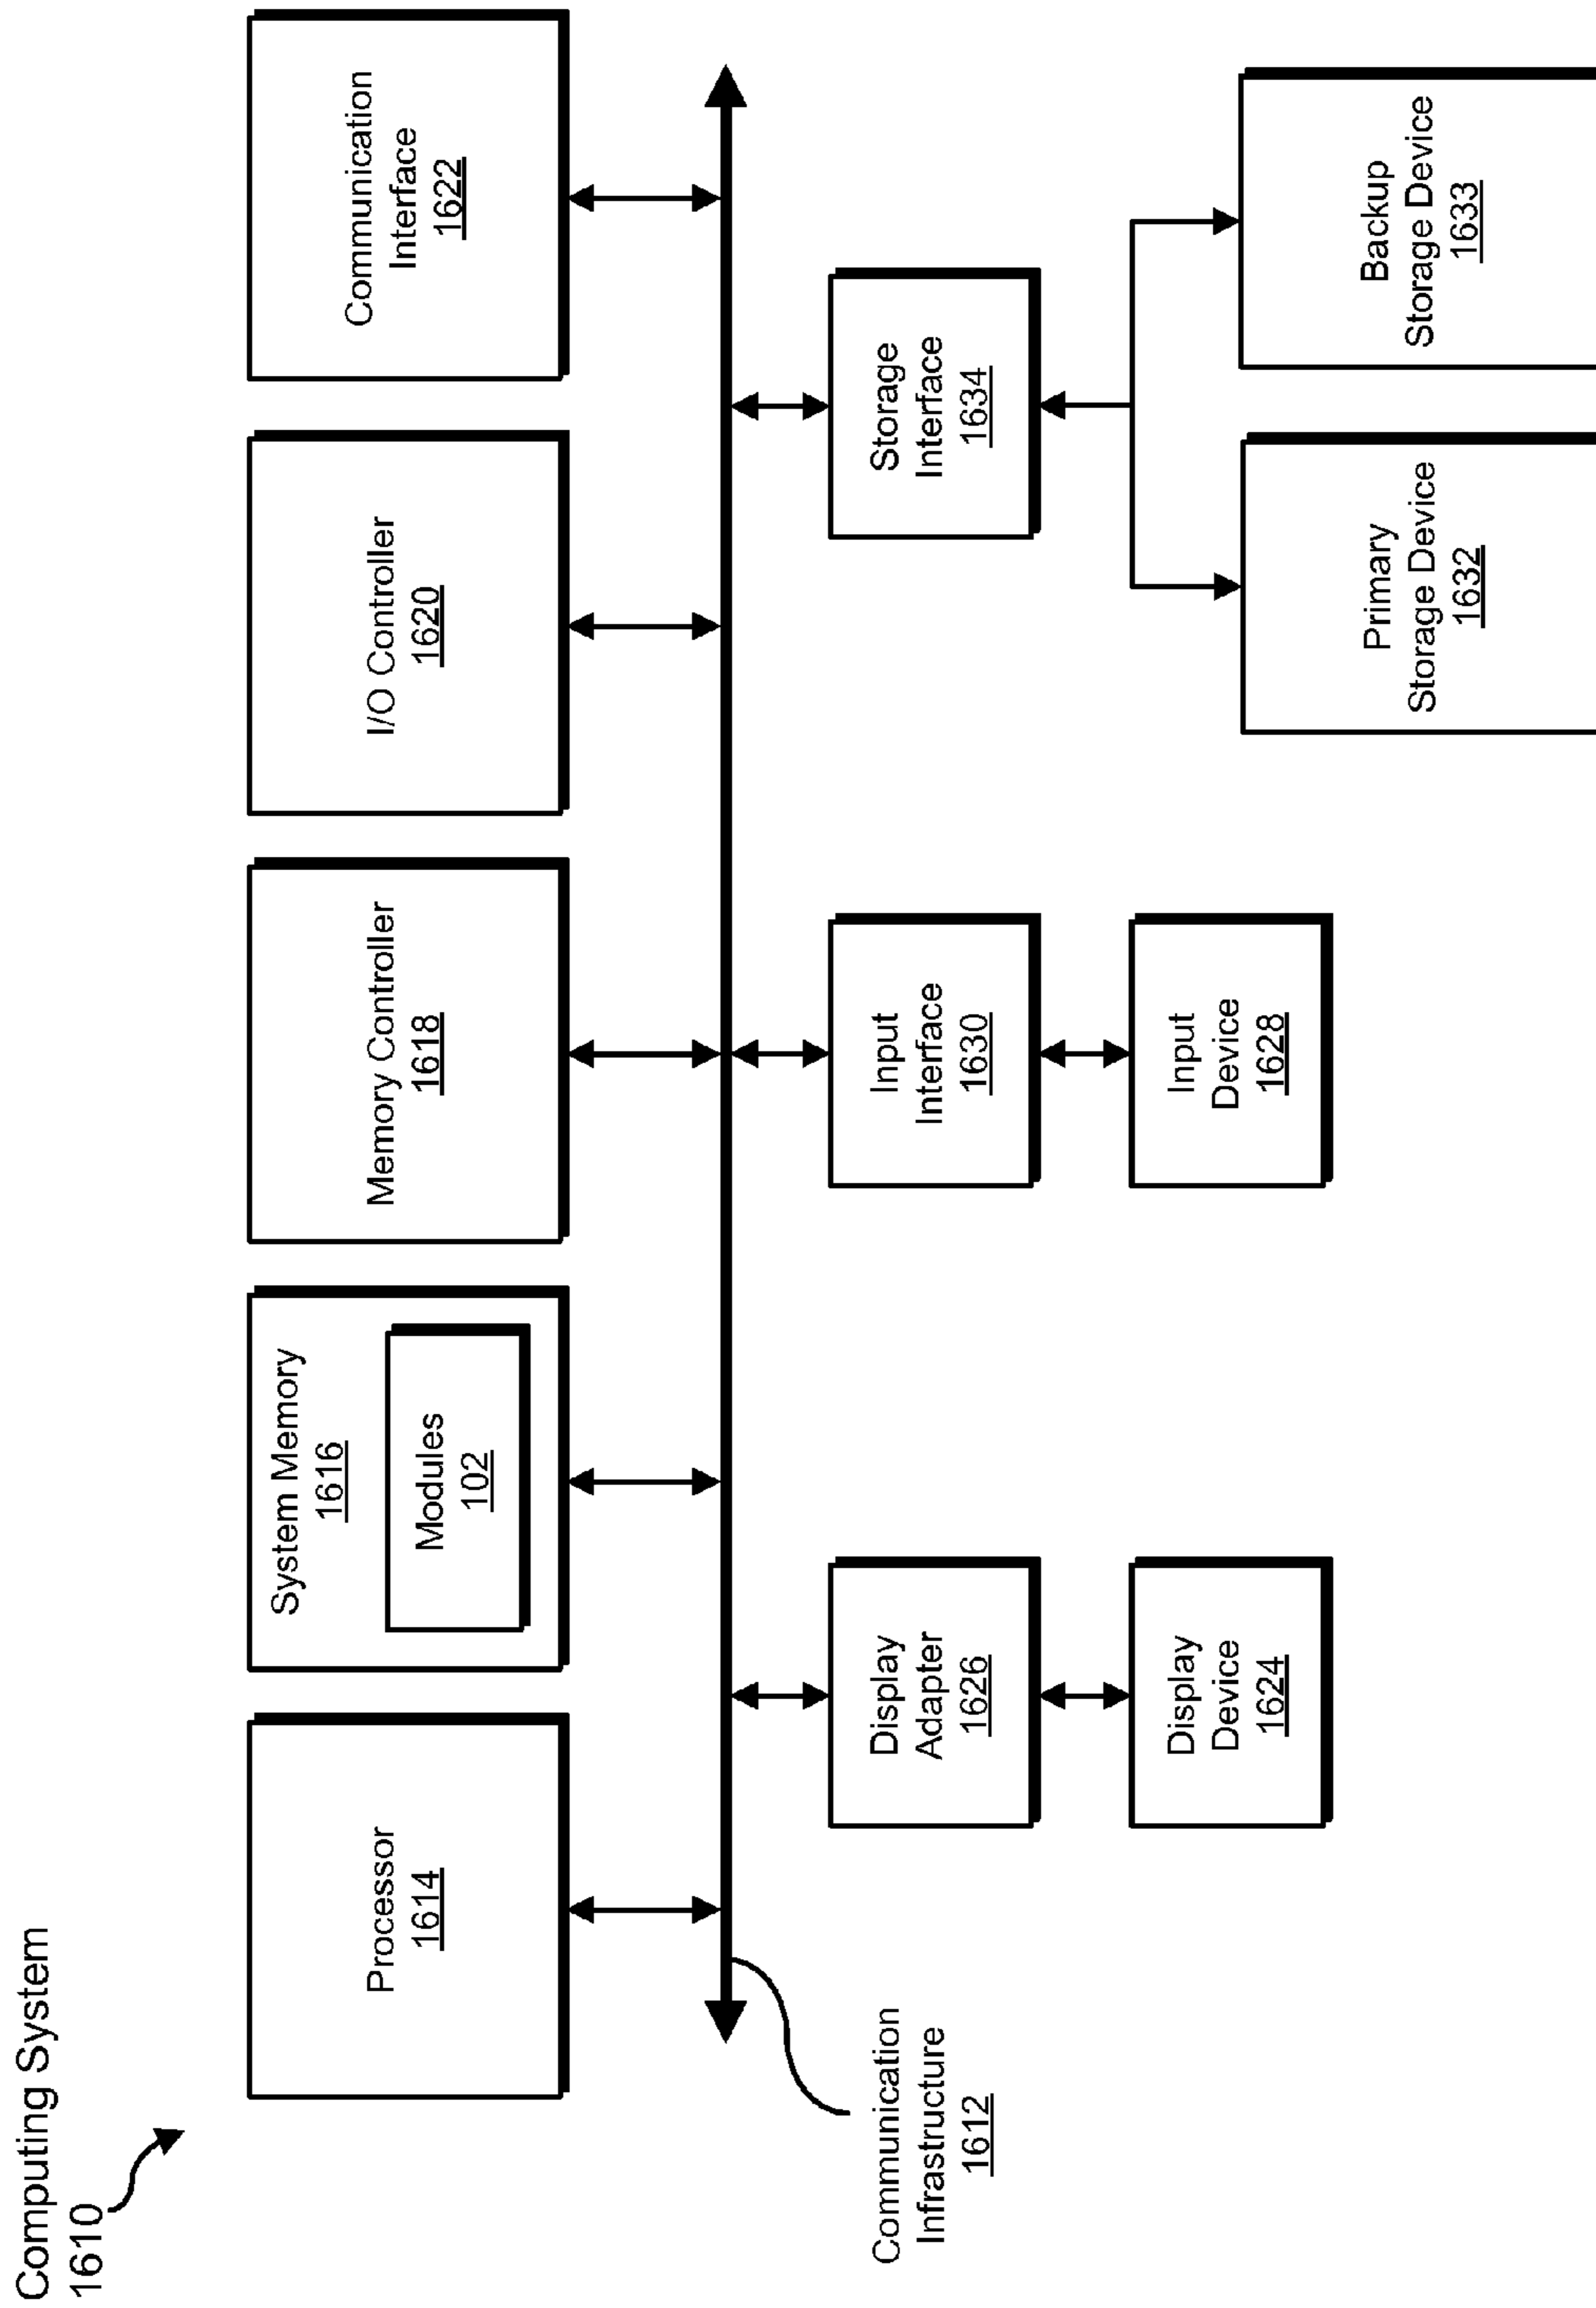 Computing System
1610
Processor
1614
System Memory
1616
Modules
102
Memory Controller
1618
I/O Controller
1620
Communication
Interface
1622
Communication
Infrastructure
1612
Display
Adapter
1626
Input
Interface
1630
Storage
Interface
1634
Display
Device
1624
Input
Device
1628
Primary
Storage Device
1632
Backup
Storage Device
1633